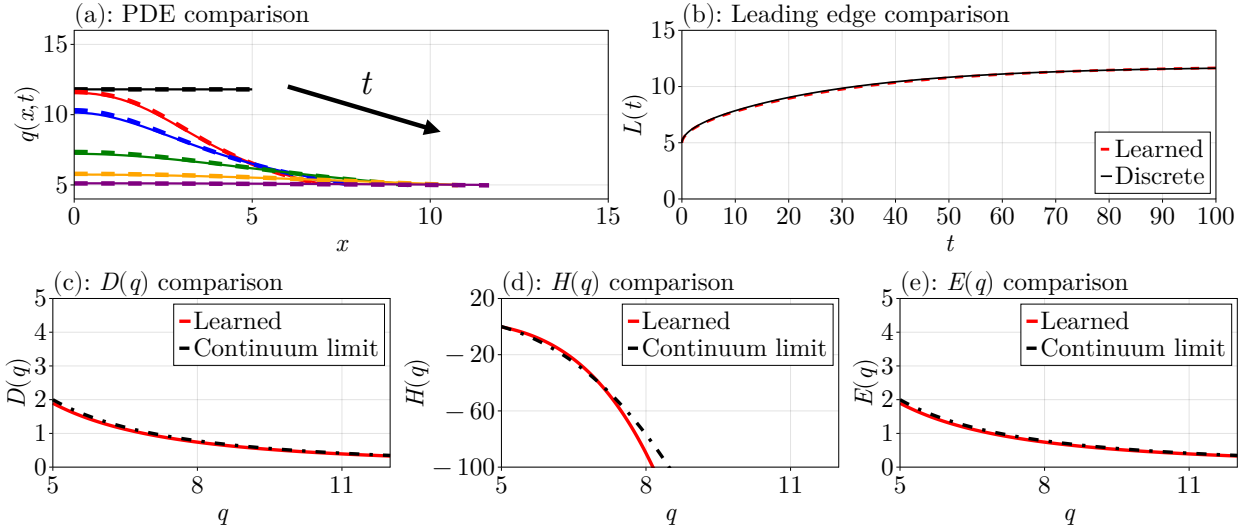 (a): PDE comparison
15
10
5
q(x,t)
0
5
10
15
x
t
(b): Leading edge comparison
15
10
5
0
L(t)
0
10
20
30
40
50
60
70
80
90
100
t
Learned
Discrete
(c): D(q) comparison
5
4
3
2
1
0
D(q)
5
8
11
q
Learned
Continuum limit
(d): H(q) comparison
20
−20
−60
−100
H(q)
5
8
11
q
Learned
Continuum limit
(e): E(q) comparison
5
4
3
2
1
0
E(q)
5
8
11
q
Learned
Continuum limit